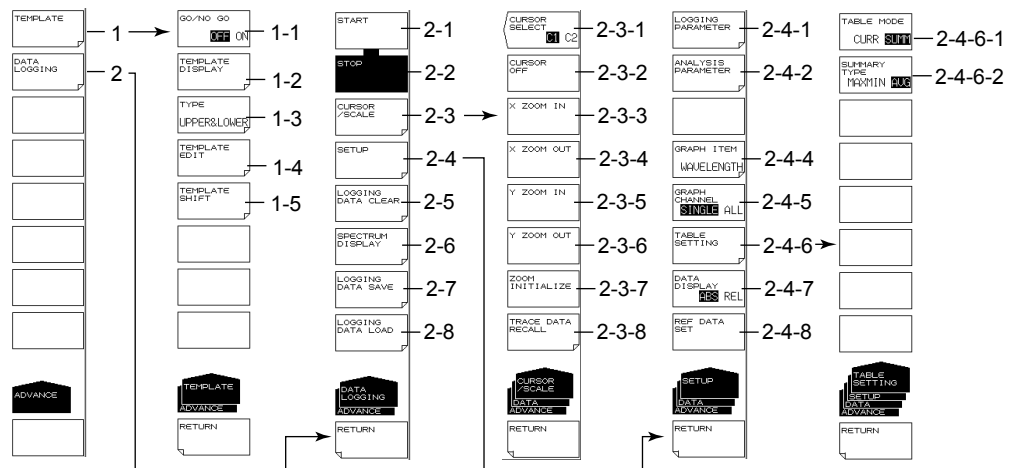 TEMPLATE
1
DATA
LOGGING
2
ADVANCE
GO/NO GO
OFF ON
1-1
TEMPLATE
DISPLAY
1-2
TYPE
UPPER&LOWER
1-3
TEMPLATE
EDIT
1-4
TEMPLATE
SHIFT
1-5
TEMPLATE
ADVANCE
RETURN
START
2-1
STOP
2-2
CURSOR
/SCALE
2-3
SETUP
2-4
LOGGING
DATA CLEAR
2-5
SPECTRUM
DISPLAY
2-6
LOGGING
DATA SAVE
2-7
LOGGING
DATA LOAD
2-8
DATA
LOGGING
ADVANCE
RETURN
CURSOR
SELECT
C1 C2
2-3-1
CURSOR
OFF
2-3-2
X ZOOM IN
2-3-3
X ZOOM OUT
2-3-4
Y ZOOM IN
2-3-5
Y ZOOM OUT
2-3-6
ZOOM
INITIALIZE
2-3-7
TRACE DATA
RECALL
2-3-8
CURSOR
/SCALE
DATA
ADVANCE
RETURN
LOGGING
PARAMETER
2-4-1
ANALYSIS
PARAMETER
2-4-2
GRAPH ITEM
WAVELENGTH
2-4-4
GRAPH
CHANNEL
SINGLE ALL
2-4-5
TABLE
SETTING
2-4-6
DATA
DISPLAY
ABS REL
2-4-7
REF DATA
SET
2-4-8
SETUP
DATA
ADVANCE
RETURN
TABLE MODE
CURR SUMM
2-4-6-1
SUMMARY
TYPE
MAXMIN AVG
2-4-6-2
TABLE
SETTING
SETUP
DATA
ADVANCE
RETURN